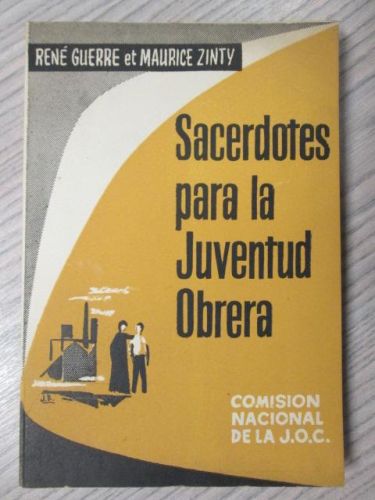 RENÉ GUERRE et MAURICE ZINTY
Sacerdotes
para la
Juventud
Obrera
COMISION
NACIONAL
DE LA J.O.C.